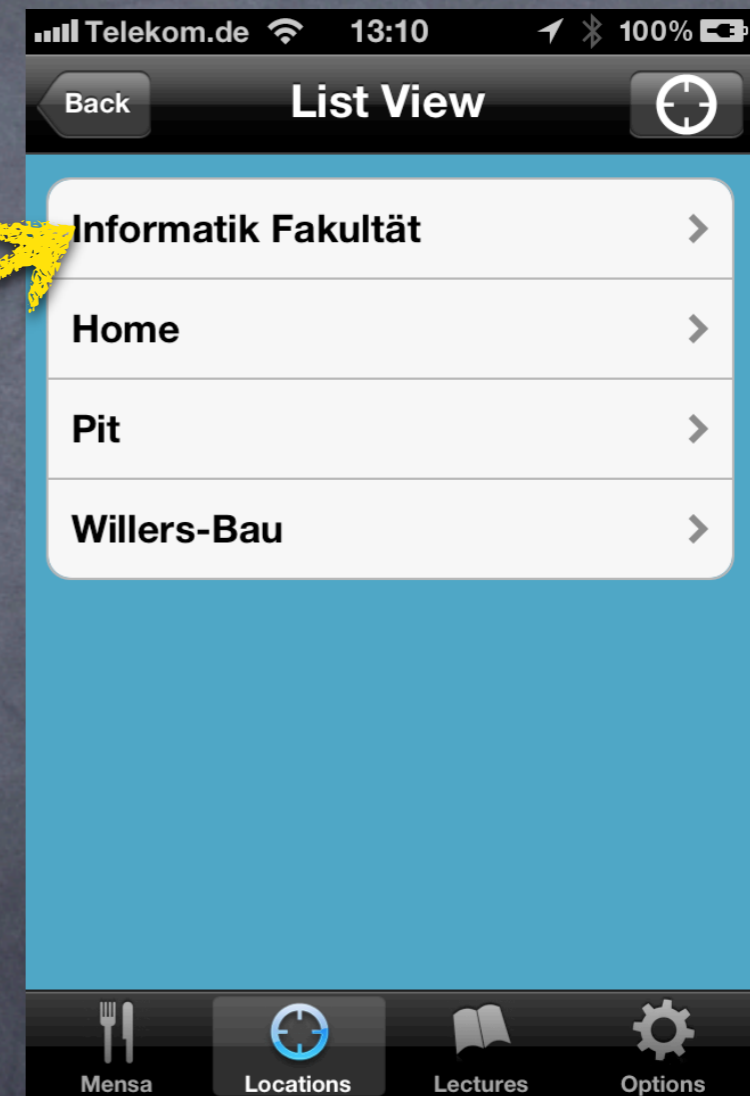 Telekom.de 13:10 100%
Back List View
Informatik Fakultät
Home
Pit
Willers-Bau
Mensa Locations Lectures Options